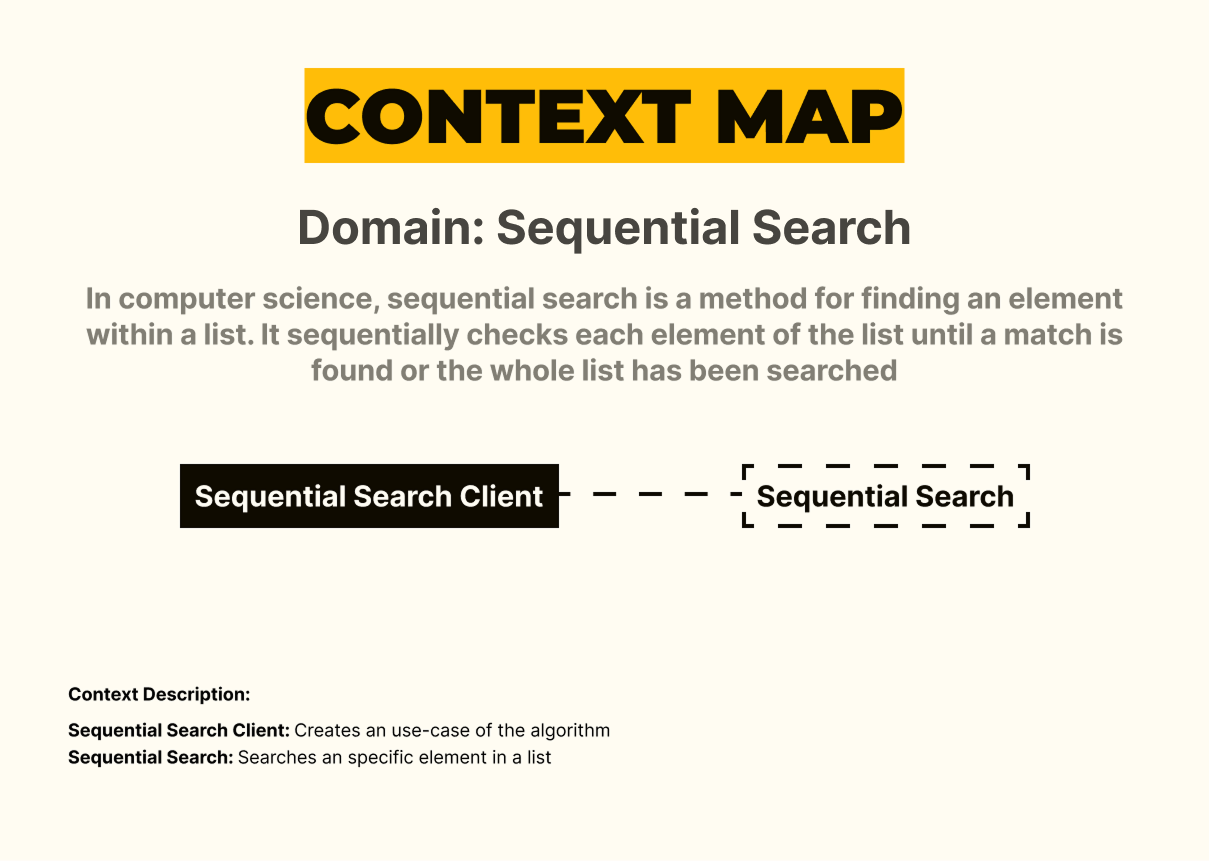 CONTEXT MAP
Domain: Sequential Search
In computer science, sequential search is a method for finding an element
within a list. It sequentially checks each element of the list until a match is
found or the whole list has been searched
Sequential Search Client
Sequential Search
Context Description:
Sequential Search Client: Creates an use-case of the algorithm
Sequential Search: Searches an specific element in a list